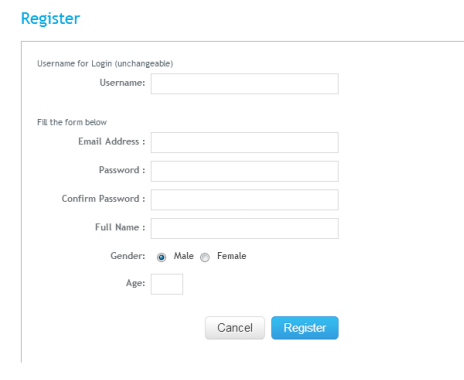 Register
Username for Login (unchangeable)
Username:
Fill the form below
Email Address :
Password :
Confirm Password :
Full Name :
Gender: Male Female
Age:
Cancel Register